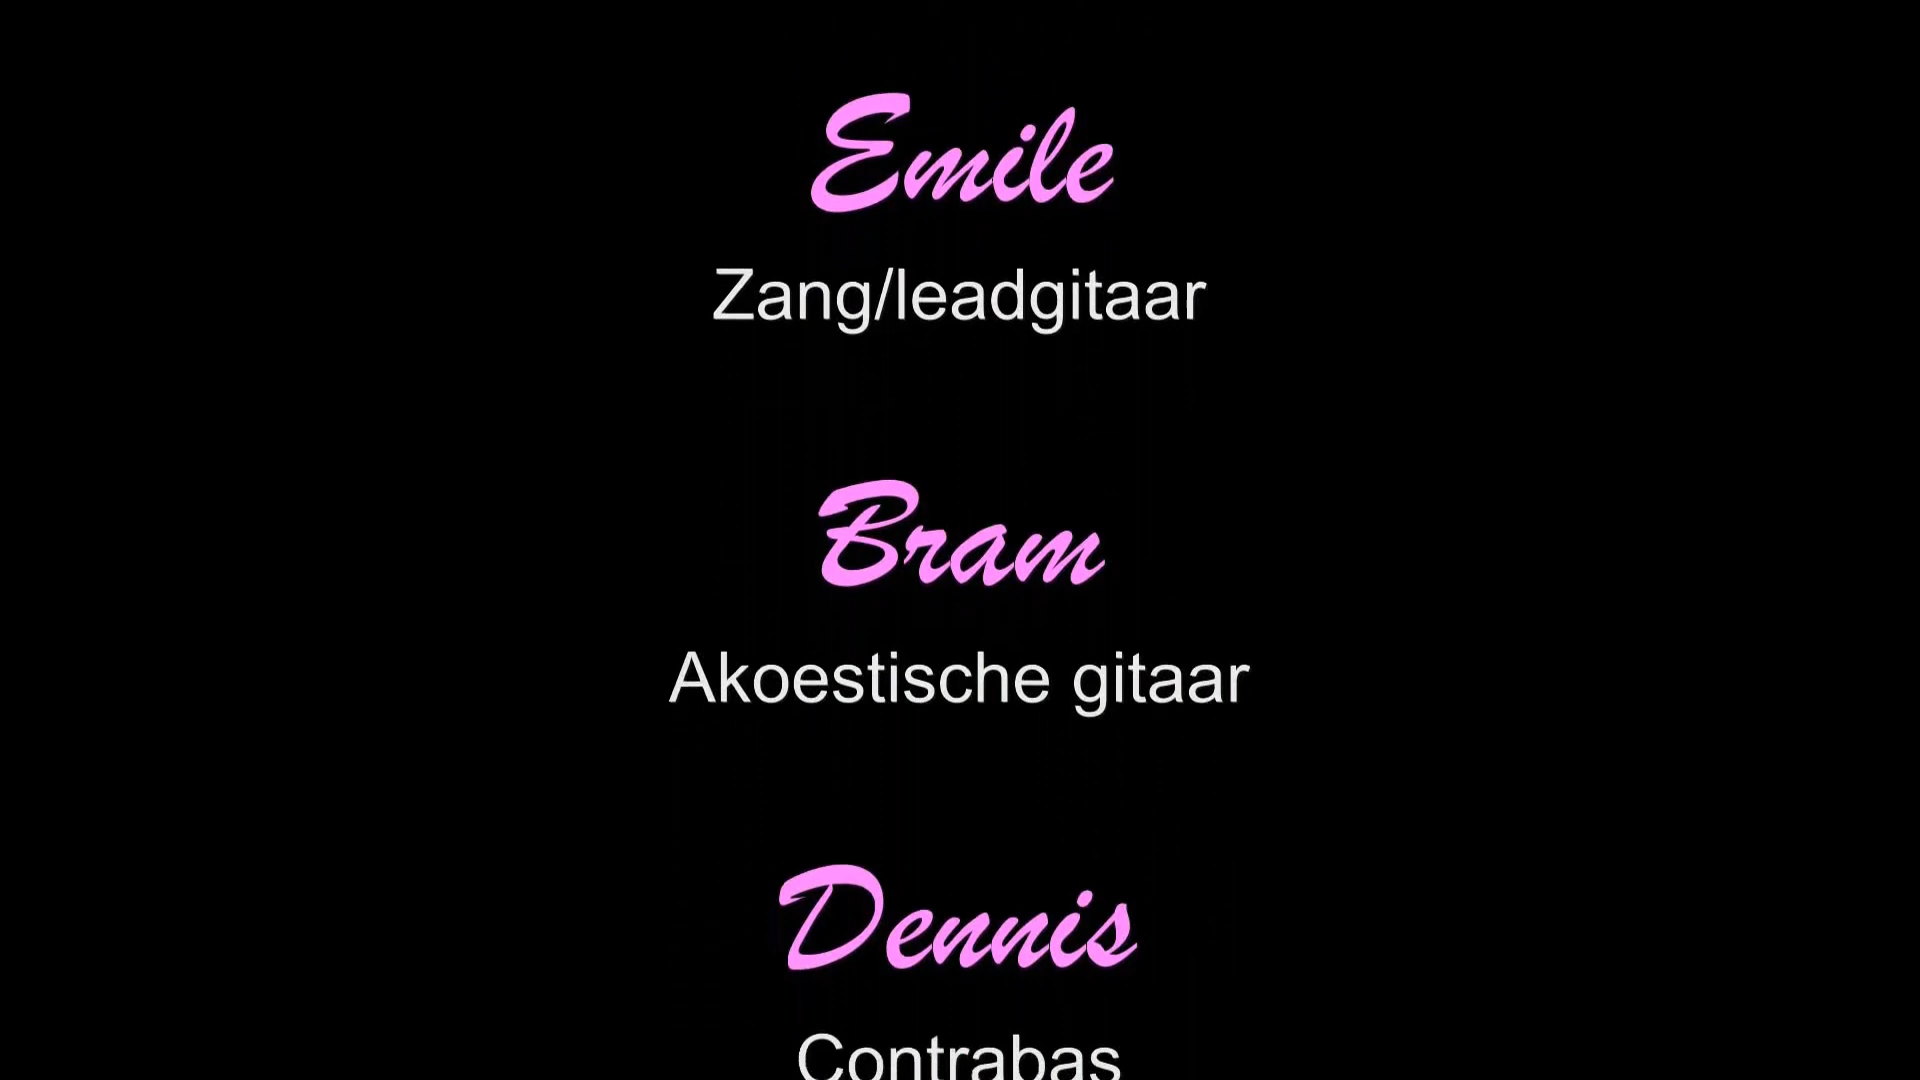 Emile
Zang/leadgitaar
Bram
Akoestische gitaar
Dennis
Contrabas